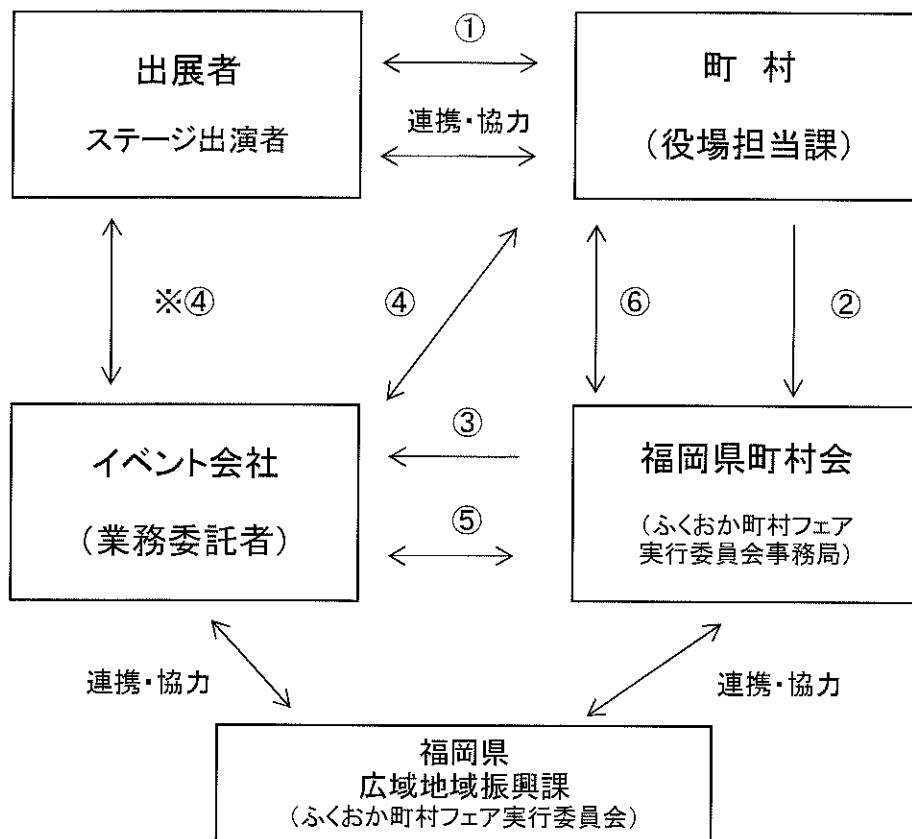 ①
出展者
ステージ出演者
連携・協力
町 村
（役場担当課）
※④
④
⑥
②
イベント会社
（業務委託者）
③
⑤
福岡県町村会
（ふくおか町村フェア
実行委員会事務局）
連携・協力
連携・協力
福岡県
広域地域振興課
（ふくおか町村フェア実行委員会）